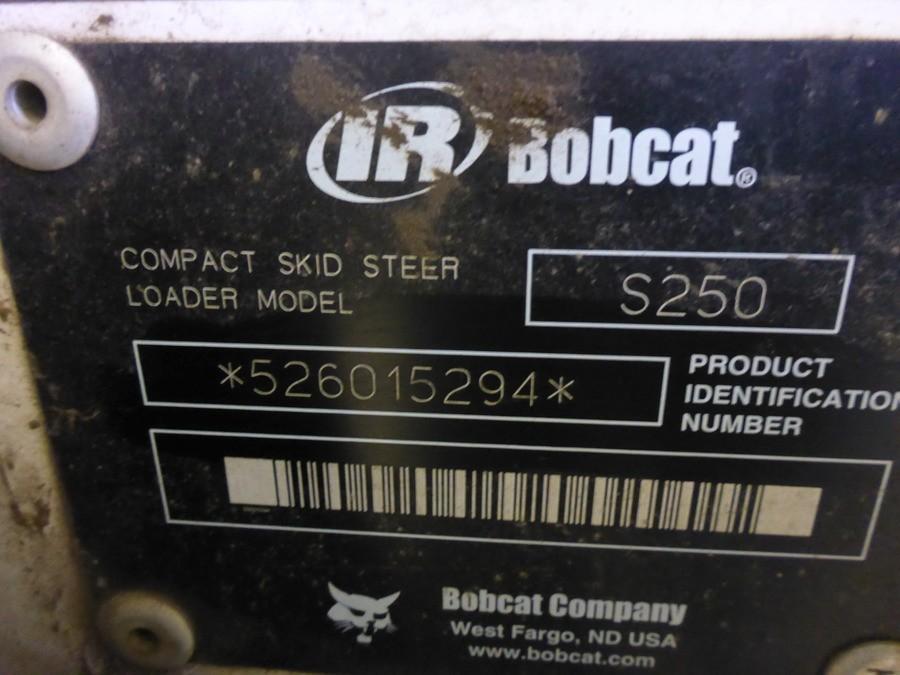 IR Bobcat®
COMPACT SKID STEER
LOADER MODEL
S250
*526015294*
PRODUCT
IDENTIFICATION
NUMBER
Bobcat Company
West Fargo, ND USA
www.bobcat.com